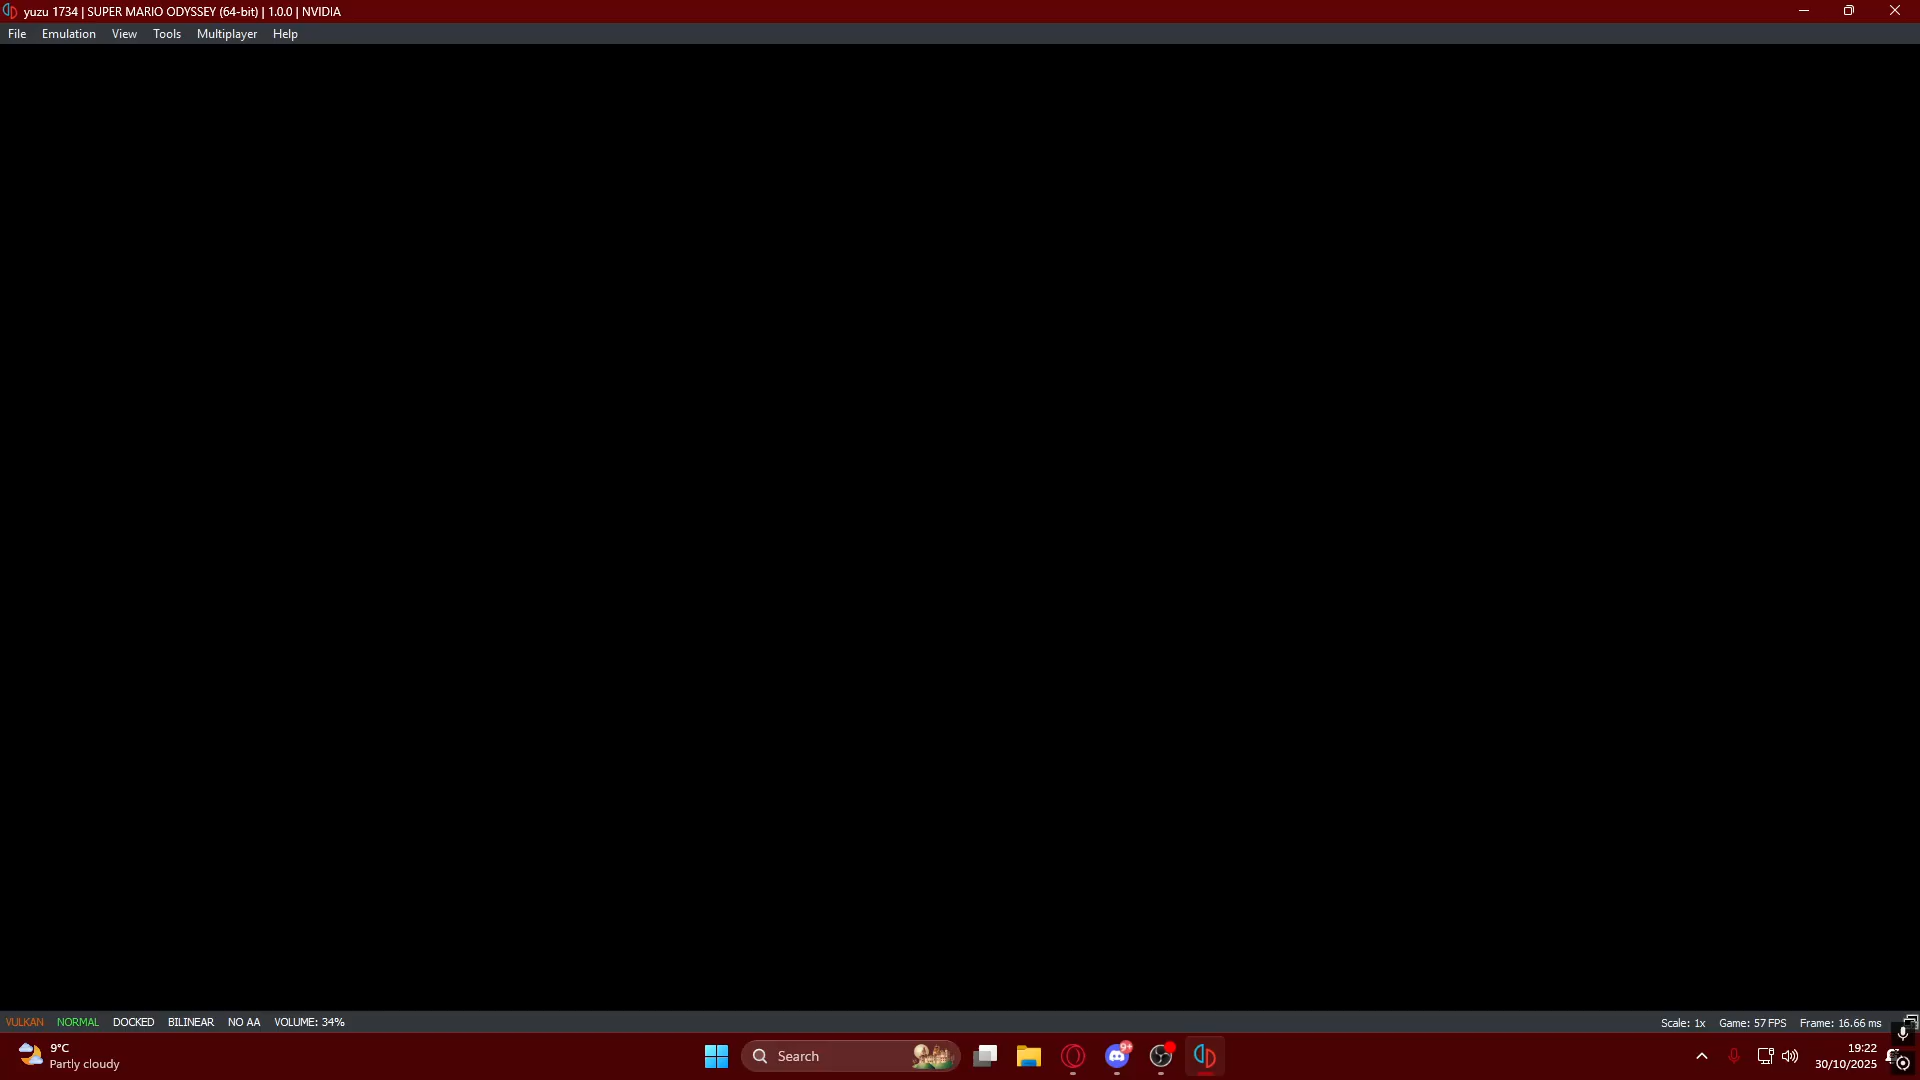 yuzu 1734 | SUPER MARIO ODYSSEY (64-bit) | 1.0.0 | NVIDIA
File Emulation View Tools Multiplayer Help
VULKAN NORMAL DOCKED BILINEAR NO AA VOLUME: 34% Scale: 1x Game: 57 FPS Frame: 16.66 ms
9°C
Partly cloudy
Search
9+
19:22
30/10/2025